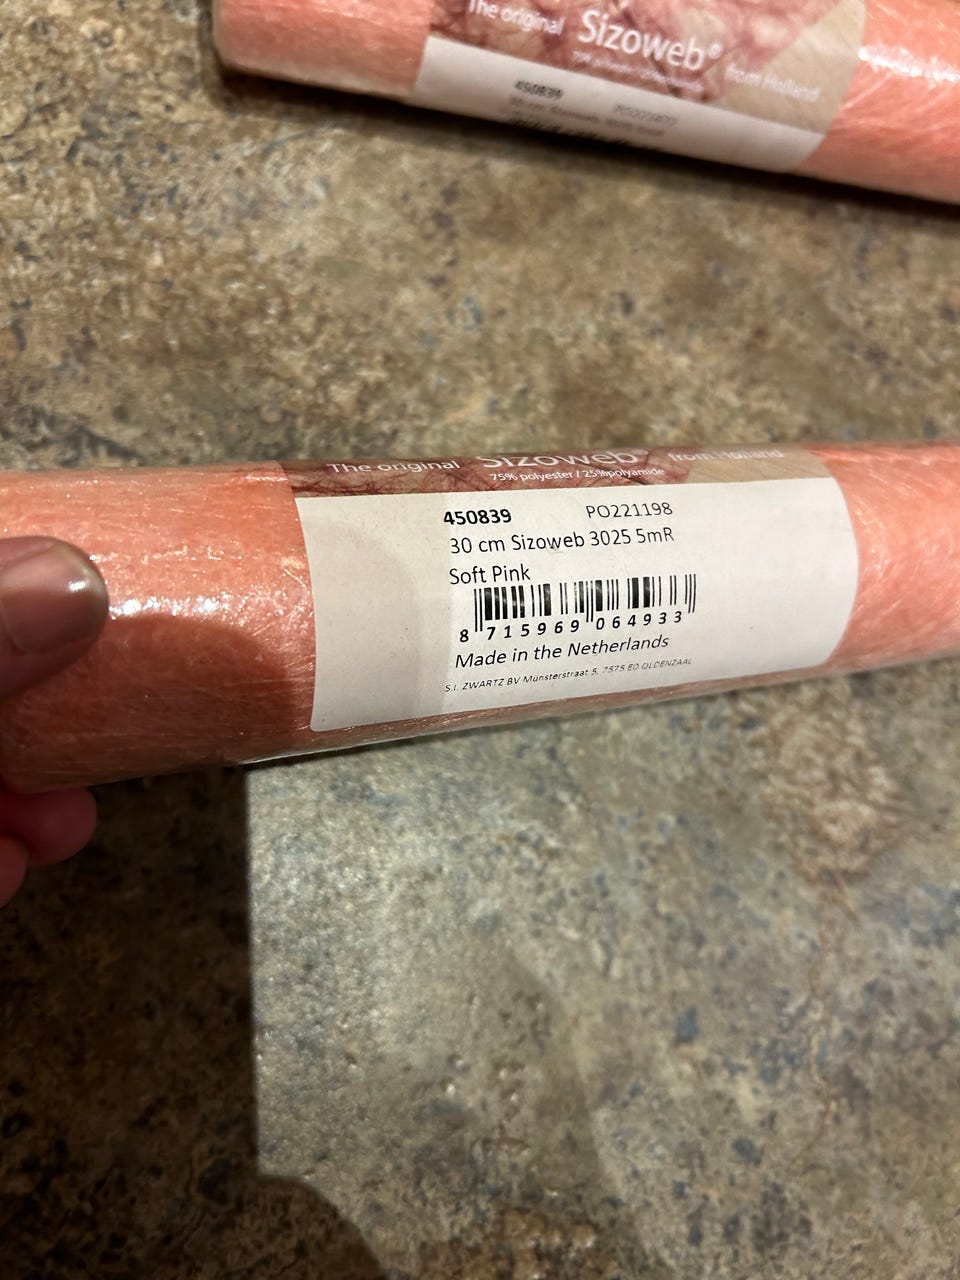 The original Sizoweb® from Holland
450839
The original Sizoweb® from Holland
75% polyester / 25%polyamide
450839 PO221198
30 cm Sizoweb 3025 5mR
Soft Pink
8 715969 064933
Made in the Netherlands
S.I. ZWARTZ BV Münsterstraat 5, 7575 ED OLDENZAAL